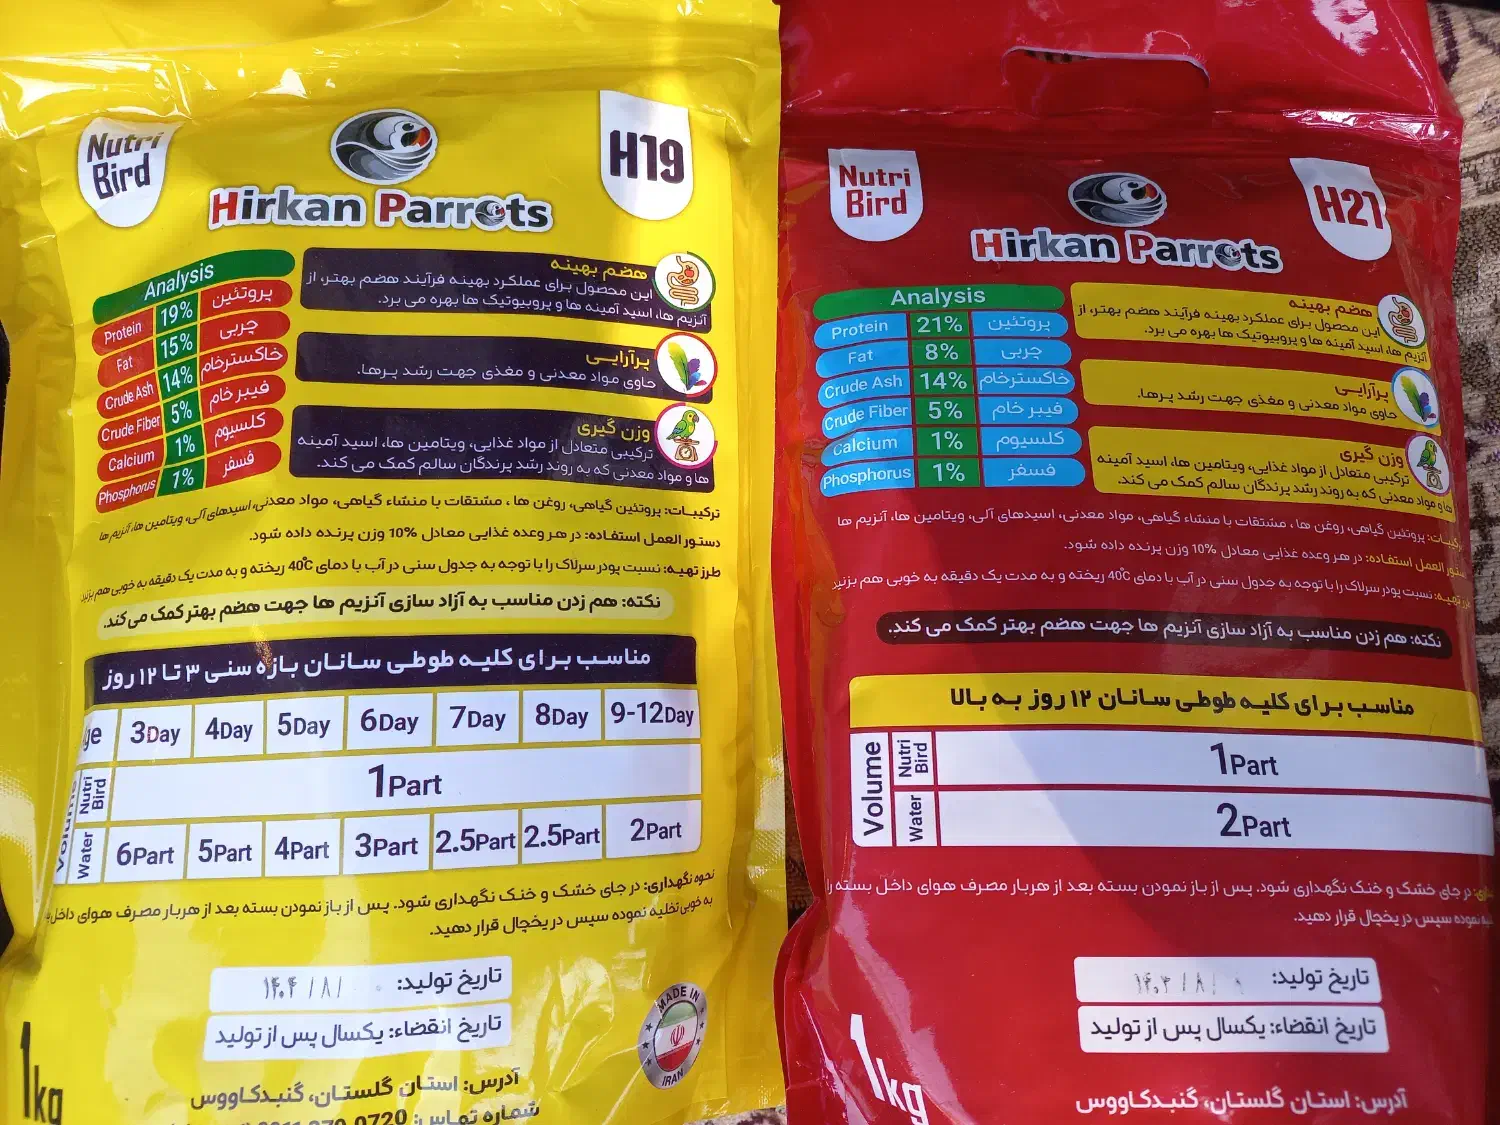 Nutri
Bird
Hirkan Parrots
H19
Analysis
Protein 19% پروتئین
Fat 15% چربی
Crude Ash 14% خاکسترخام
Crude Fiber 5% فیبر خام
Calcium 1% کلسیوم
Phosphorus 1% فسفر
هضم بهینه
این محصول برای عملکرد بهینه فرآیند هضم بهتر، از
آنزیم ها، اسید آمینه ها و پروبیوتیک ها بهره می برد.
پرآرایی
حاوی مواد معدنی و مغذی جهت رشد پرها.
وزن گیری
ترکیبی متعادل از مواد غذایی، ویتامین ها، اسید آمینه
ها و مواد معدنی که به روند رشد پرندگان سالم کمک می کند.
ترکیبات: پروتئین گیاهی، روغن ها ، مشتقات با منشاء گیاهی، مواد معدنی، اسیدهای آلی، ویتامین ها، آنزیم ها
دستور العمل استفاده: در هر وعده غذایی معادل %10 وزن پرنده داده شود.
طرز تهیه: نسبت پودر سرلاک را با توجه به جدول سنی در آب با دمای 40°C ریخته و به مدت یک دقیقه به خوبی هم بزنید
نکته: هم زدن مناسب به آزاد سازی آنزیم ها جهت هضم بهتر کمک می کند.
مناسب برای کلیه طوطی سانان بازه سنی ۳ تا ۱۲ روز
3Day 4Day 5Day 6Day 7Day 8Day 9-12Day
Nutri Bird 1Part
Water 6Part 5Part 4Part 3Part 2.5Part 2.5Part 2Part
نحوه نگهداری: در جای خشک و خنک نگهداری شود. پس از باز نمودن بسته بعد از هربار مصرف هوای داخل
به خوبی تخلیه نموده سپس در یخچال قرار دهید.
تاریخ تولید: ۱۴۰۴/۸/
تاریخ انقضاء: یکسال پس از تولید
MADE IN
IRAN
1kg
آدرس: استان گلستان، گنبدکاووس
شماره تماس: 0720
Nutri
Bird
Hirkan Parrots
H21
Analysis
Protein 21% پروتئین
Fat 8% چربی
Crude Ash 14% خاکسترخام
Crude Fiber 5% فیبر خام
Calcium 1% کلسیوم
Phosphorus 1% فسفر
هضم بهینه
این محصول برای عملکرد بهینه فرآیند هضم بهتر، از
آنزیم ها، اسید آمینه ها و پروبیوتیک ها بهره می برد.
پرآرایی
حاوی مواد معدنی و مغذی جهت رشد پرها.
وزن گیری
ترکیبی متعادل از مواد غذایی، ویتامین ها، اسید آمینه
ها و مواد معدنی که به روند رشد پرندگان سالم کمک می کند.
پروتئین گیاهی، روغن ها ، مشتقات با منشاء گیاهی، مواد معدنی، اسیدهای آلی، ویتامین ها، آنزیم ها
العمل استفاده: در هر وعده غذایی معادل %10 وزن پرنده داده شود.
تهیه: نسبت پودر سرلاک را با توجه به جدول سنی در آب با دمای 40°C ریخته و به مدت یک دقیقه به خوبی هم بزنید
نکته: هم زدن مناسب به آزاد سازی آنزیم ها جهت هضم بهتر کمک می کند.
مناسب برای کلیه طوطی سانان ۱۲ روز به بالا
Volume
Nutri Bird 1Part
Water 2Part
در جای خشک و خنک نگهداری شود. پس از باز نمودن بسته بعد از هربار مصرف هوای داخل بسته را
نموده سپس در یخچال قرار دهید.
تاریخ تولید:
تاریخ انقضاء: یکسال پس از تولید
1kg
آدرس: استان گلستان، گنبدکاووس